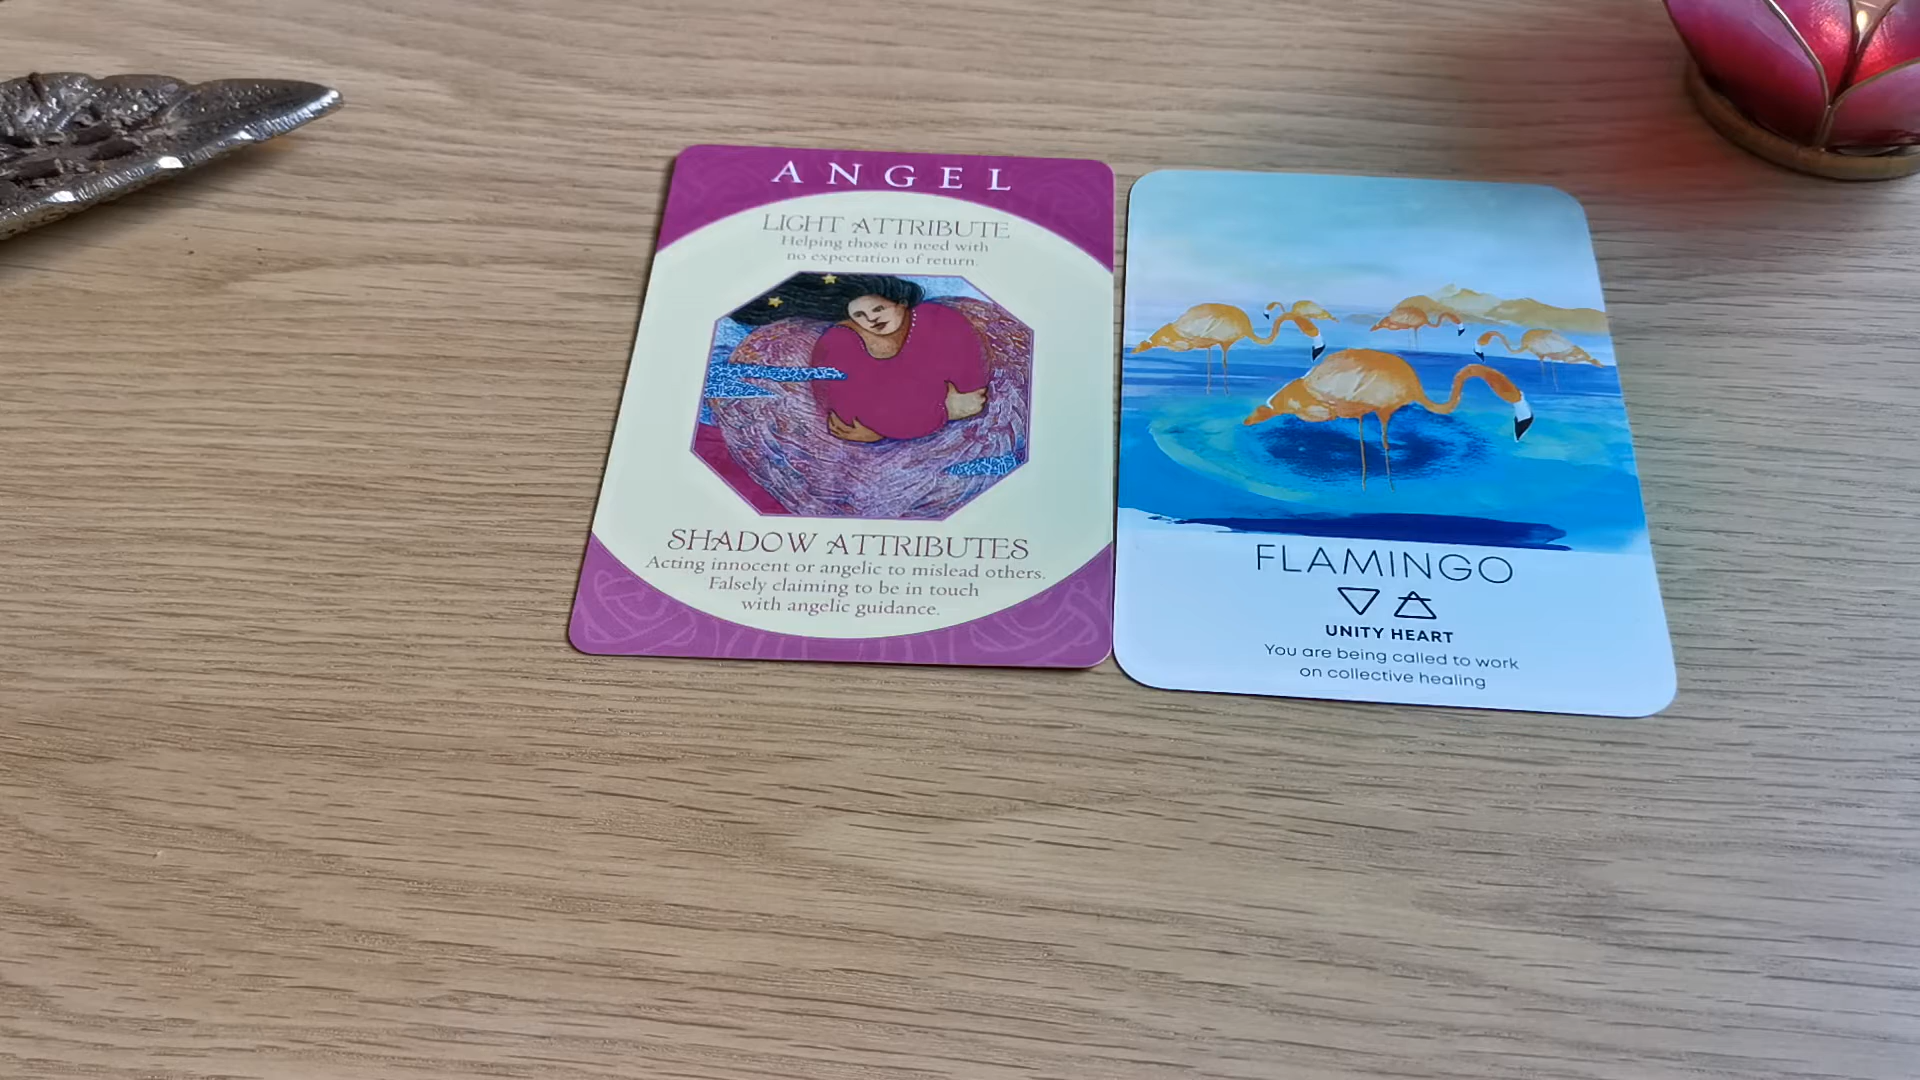 ANGEL
LIGHT ATTRIBUTE
Helping those in need with
no expectation of return.
SHADOW ATTRIBUTES
Acting innocent or angelic to mislead others.
Falsely claiming to be in touch
with angelic guidance.
FLAMINGO
UNITY HEART
You are being called to work
on collective healing